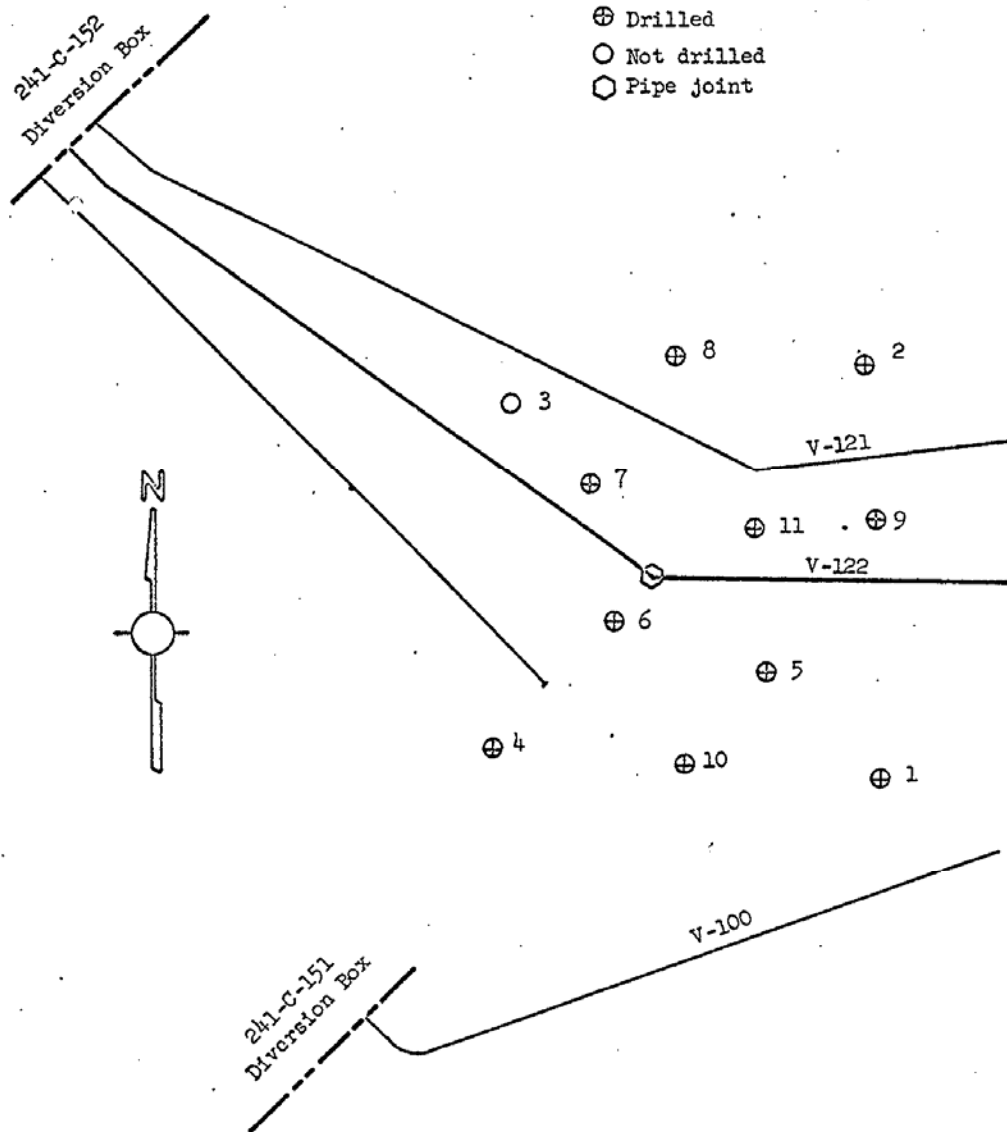 Drilled
Not drilled
Pipe joint
241-C-152
Diversion Box
8
2
3
V-121
7
11
9
V-122
N
6
5
4
10
1
V-100
241-C-151
Diversion Box